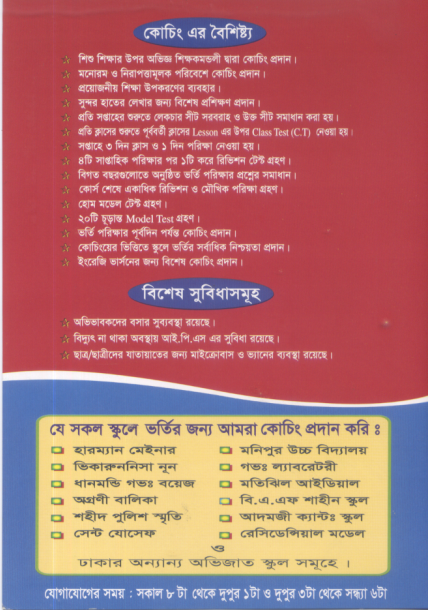 কোচিং এর বৈশিষ্ট্য
শিশু শিক্ষার উপর অভিজ্ঞ শিক্ষকমন্ডলী দ্বারা কোচিং প্রদান।
মনোরম ও নিরাপত্তামূলক পরিবেশে কোচিং প্রদান।
প্রয়োজনীয় শিক্ষা উপকরণের ব্যবহার।
সুন্দর হাতের লেখার জন্য বিশেষ প্রশিক্ষণ প্রদান।
প্রতি সপ্তাহের শুরুতে লেকচার সীট সরবরাহ ও উক্ত সীট সমাধান করা হয়।
প্রতি ক্লাসের শুরুতে পূর্ববর্তী ক্লাসের Lesson এর উপর Class Test (C.T) নেওয়া হয়।
সপ্তাহে ৩ দিন ক্লাস ও ১ দিন পরিক্ষা নেওয়া হয়।
৪টি সাপ্তাহিক পরিক্ষার পর ১টি করে রিভিশন টেস্ট গ্রহণ।
বিগত বছরগুলোতে অনুষ্ঠিত ভর্তি পরিক্ষার প্রশ্নের সমাধান।
কোর্স শেষে একাধিক রিভিশন ও মৌখিক পরিক্ষা গ্রহণ।
হোম মডেল টেস্ট গ্রহণ।
২০টি চূড়ান্ত Model Test গ্রহণ।
ভর্তি পরিক্ষার পূর্বদিন পর্যন্ত কোচিং প্রদান।
কোচিংয়ের ভিত্তিতে স্কুলে ভর্তির সর্বাধিক নিশ্চয়তা প্রদান।
ইংরেজি ভার্সনের জন্য বিশেষ কোচিং প্রদান।
বিশেষ সুবিধাসমূহ
অভিভাবকদের বসার সুব্যবস্থা রয়েছে।
বিদ্যুৎ না থাকা অবস্থায় আই.পি.এস এর সুবিধা রয়েছে।
ছাত্র/ছাত্রীদের যাতায়াতের জন্য মাইক্রোবাস ও ভ্যানের ব্যবস্থা রয়েছে।
যে সকল স্কুলে ভর্তির জন্য আমরা কোচিং প্রদান করি ঃ
হারম্যান মেইনার
ভিকারুননিসা নূন
ধানমন্ডি গভঃ বয়েজ
অগ্রণী বালিকা
শহীদ পুলিশ স্মৃতি
সেন্ট যোসেফ
মনিপুর উচ্চ বিদ্যালয়
গভঃ ল্যাবরেটরী
মতিঝিল আইডিয়াল
বি.এ.এফ শাহীন স্কুল
আদমজী ক্যান্টঃ স্কুল
রেসিডেন্সিয়াল মডেল
ও
ঢাকার অন্যান্য অভিজাত স্কুল সমূহে।
যোগাযোগের সময় : সকাল ৮ টা থেকে দুপুর ১টা ও দুপুর ৩টা থেকে সন্ধ্যা ৬টা